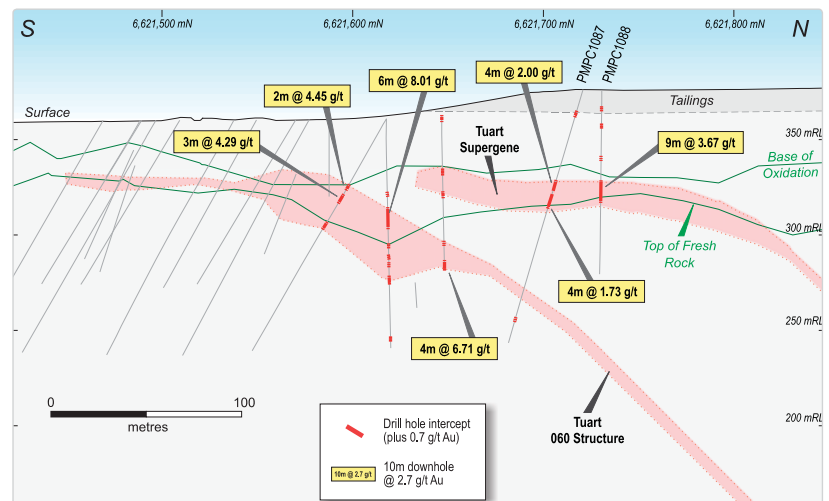 S
6,621,500 mN
6,621,600 mN
6,621,700 mN
6,621,800 mN
N
PMPC1087
PMPC1088
4m @ 2.00 g/t
6m @ 8.01 g/t
2m @ 4.45 g/t
Surface
Tailings
3m @ 4.29 g/t
Tuart
Supergene
9m @ 3.67 g/t
350 mRL
Base of
Oxidation
300 mRL
Top of Fresh
Rock
4m @ 1.73 g/t
250 mRL
4m @ 6.71 g/t
0
100
metres
Tuart
060 Structure
200 mRL
Drill hole intercept
(plus 0.7 g/t Au)
10m @ 2.7 g/t
10m downhole
@ 2.7 g/t Au